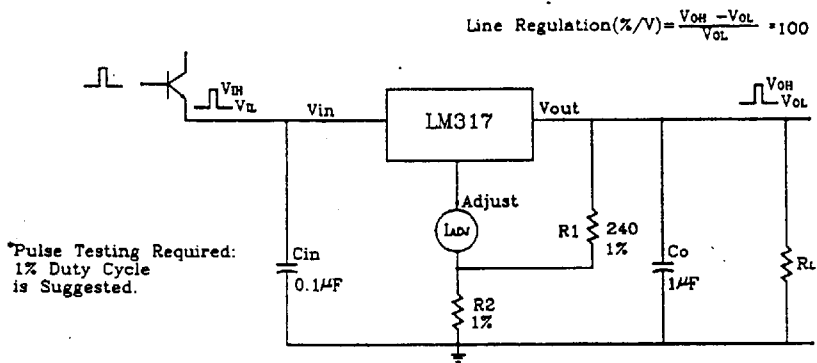 Line Regulation(%/V)= VOH -VOL / VOL *100
VIH
VIL
Vin
LM317
Vout
VOH
VOL
Adjust
IADJ
R1
240
1%
*Pulse Testing Required:
1% Duty Cycle
is Suggested.
Cin
0.1μF
R2
1%
Co
1μF
RL